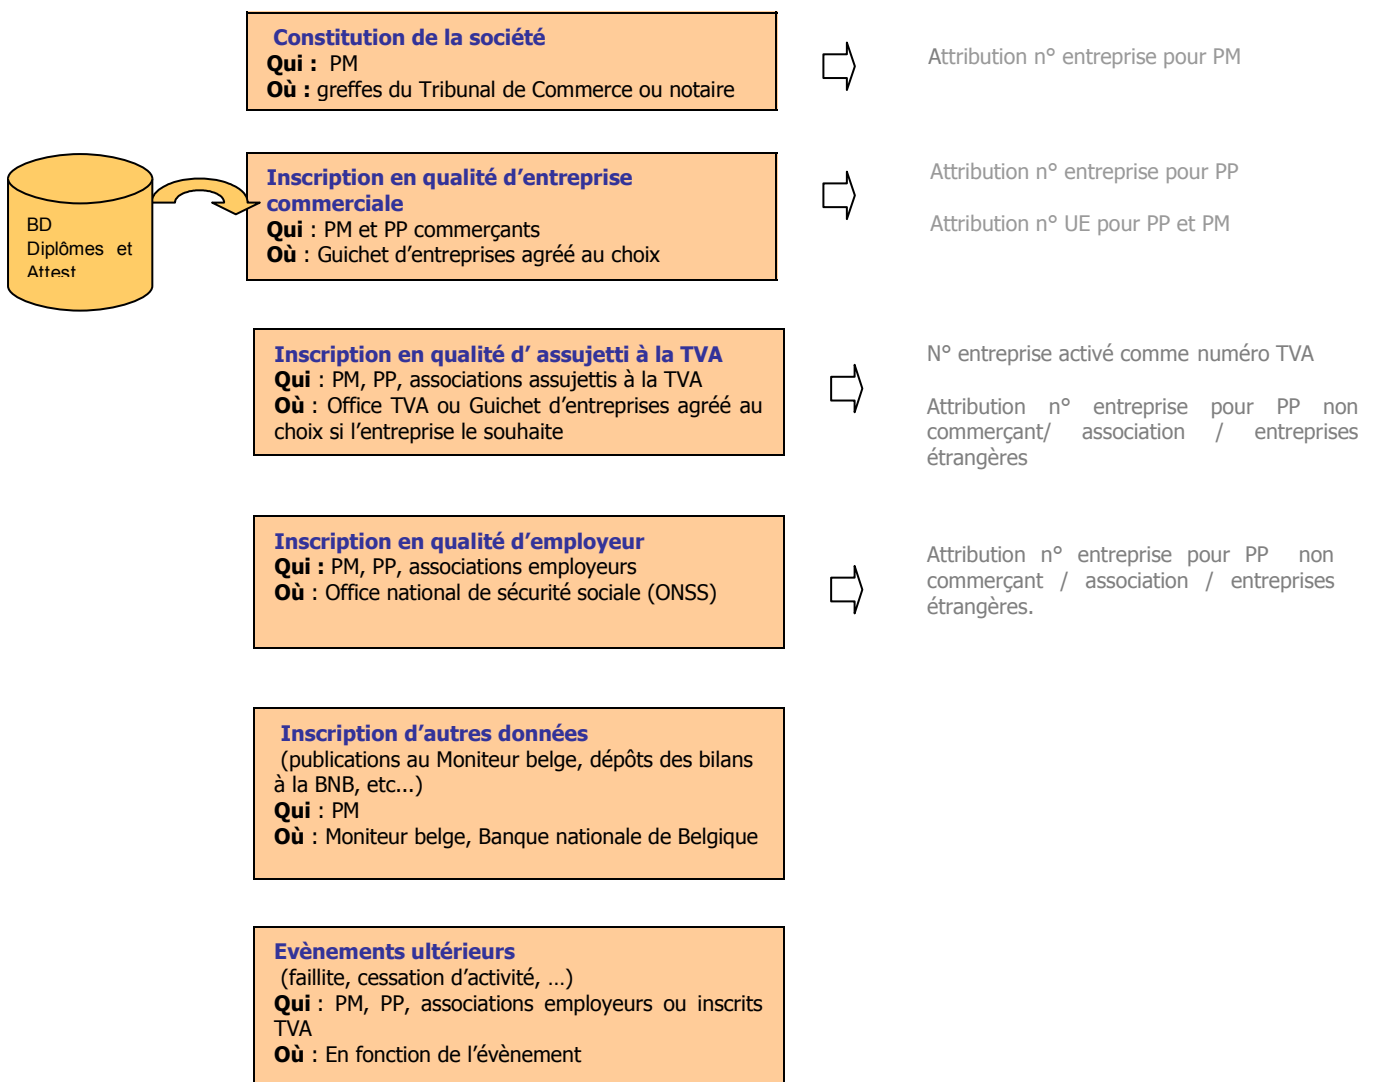 Constitution de la société
Qui : PM
Où : greffes du Tribunal de Commerce ou notaire
Attribution n° entreprise pour PM
BD
Diplômes et
Attest
Inscription en qualité d’entreprise
commerciale
Qui : PM et PP commerçants
Où : Guichet d’entreprises agréé au choix
Attribution n° entreprise pour PP
Attribution n° UE pour PP et PM
Inscription en qualité d’ assujetti à la TVA
Qui : PM, PP, associations assujettis à la TVA
Où : Office TVA ou Guichet d’entreprises agréé au
choix si l’entreprise le souhaite
N° entreprise activé comme numéro TVA
Attribution n° entreprise pour PP non
commerçant/ association / entreprises
étrangères
Inscription en qualité d’employeur
Qui : PM, PP, associations employeurs
Où : Office national de sécurité sociale (ONSS)
Attribution n° entreprise pour PP non
commerçant / association / entreprises
étrangères.
Inscription d’autres données
(publications au Moniteur belge, dépôts des bilans
à la BNB, etc...)
Qui : PM
Où : Moniteur belge, Banque nationale de Belgique
Evènements ultérieurs
(faillite, cessation d’activité, …)
Qui : PM, PP, associations employeurs ou inscrits
TVA
Où : En fonction de l’évènement